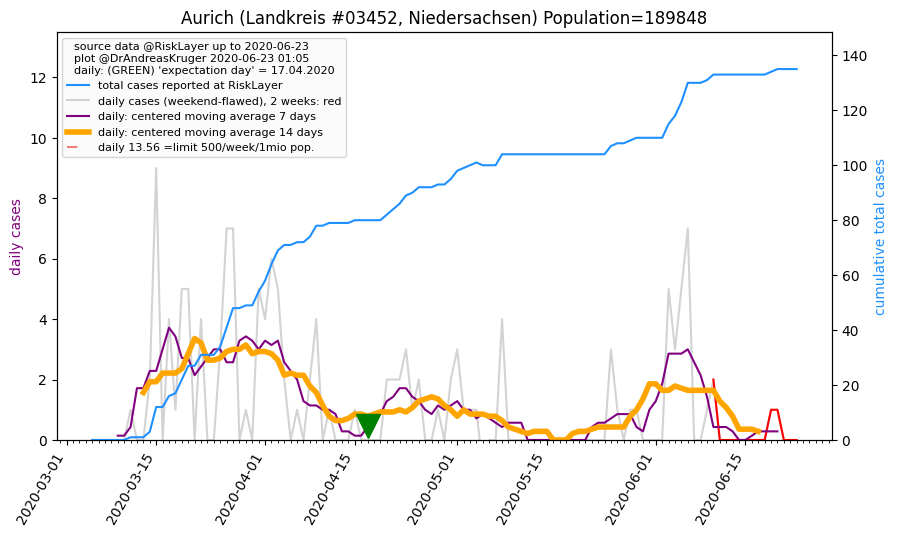 Aurich (Landkreis #03452, Niedersachsen) Population=189848
source data @RiskLayer up to 2020-06-23
plot @DrAndreasKruger 2020-06-23 01:05
daily: (GREEN) 'expectation day' = 17.04.2020
total cases reported at RiskLayer
daily cases (weekend-flawed), 2 weeks: red
daily: centered moving average 7 days
daily: centered moving average 14 days
daily 13.56 =limit 500/week/1mio pop.
daily cases
12
10
8
6
4
2
0
cumulative total cases
140
120
100
80
60
40
20
0
2020-03-01
2020-03-15
2020-04-01
2020-04-15
2020-05-01
2020-05-15
2020-06-01
2020-06-15